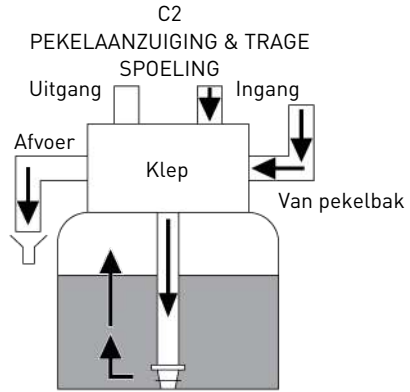 C2
PEKELAANZUIGING & TRAGE
SPOELING
Uitgang
Ingang
Afvoer
Klep
Van pekelbak